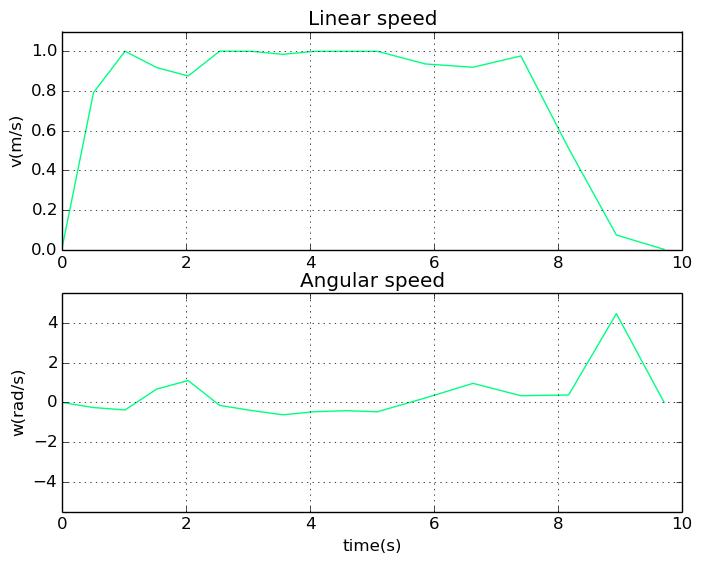 Linear speed
v(m/s)
1.0
0.8
0.6
0.4
0.2
0.0
0 2 4 6 8 10
Angular speed
w(rad/s)
4
2
0
−2
−4
0 2 4 6 8 10
time(s)